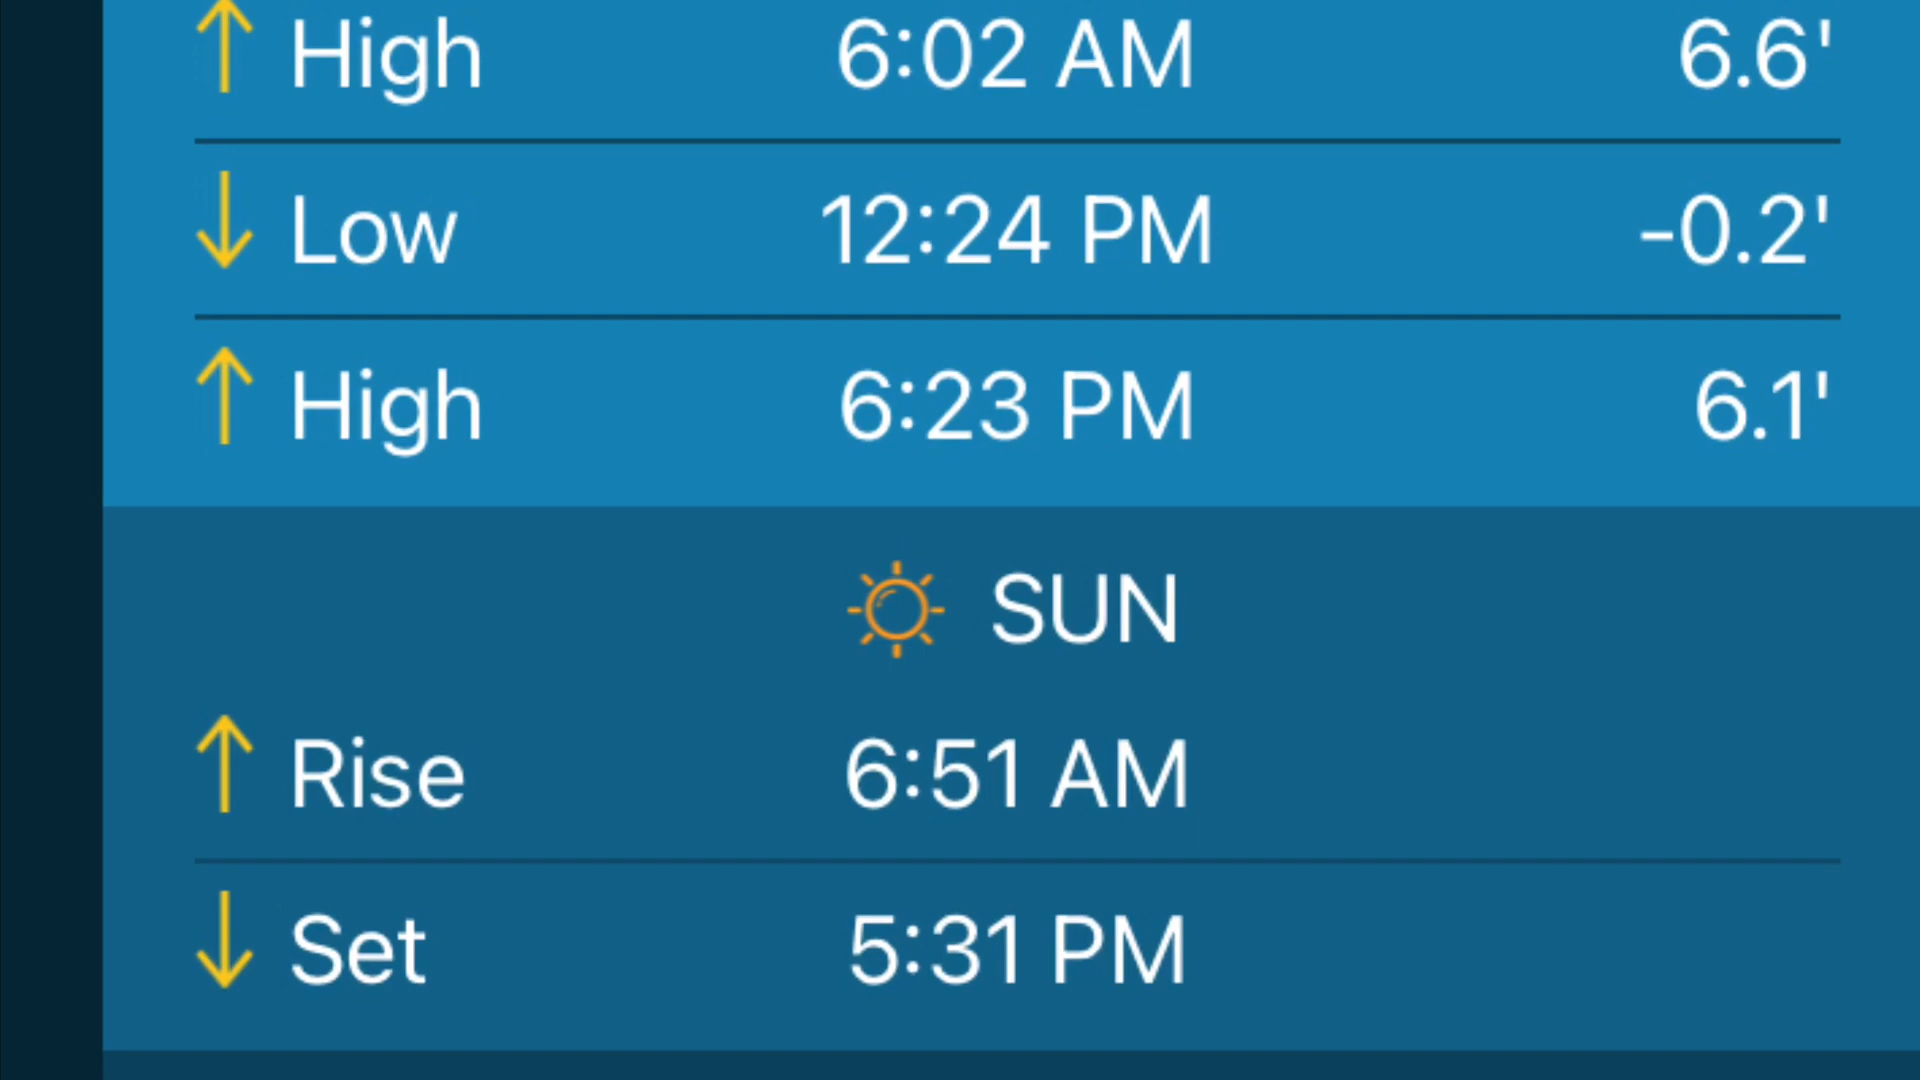 High 6:02 AM 6.6'
Low 12:24 PM -0.2'
High 6:23 PM 6.1'
SUN
Rise 6:51 AM
Set 5:31 PM